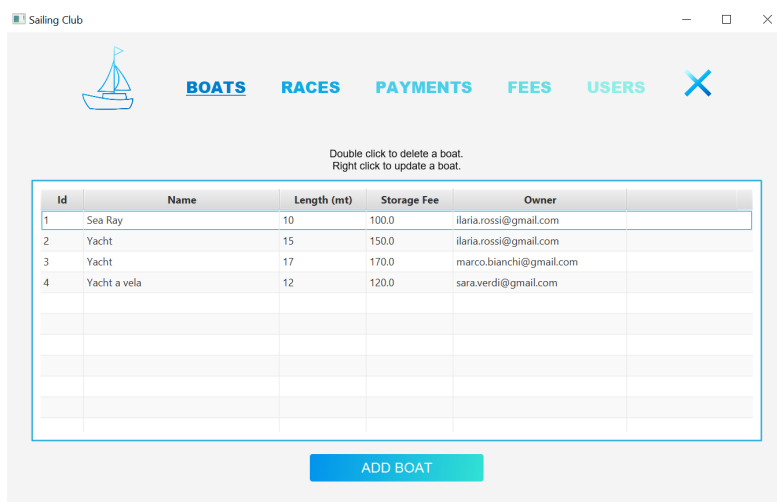 Sailing Club
BOATS RACES PAYMENTS FEES USERS
Double click to delete a boat.
Right click to update a boat.
Id Name Length (mt) Storage Fee Owner
1 Sea Ray 10 100.0 ilaria.rossi@gmail.com
2 Yacht 15 150.0 ilaria.rossi@gmail.com
3 Yacht 17 170.0 marco.bianchi@gmail.com
4 Yacht a vela 12 120.0 sara.verdi@gmail.com
ADD BOAT